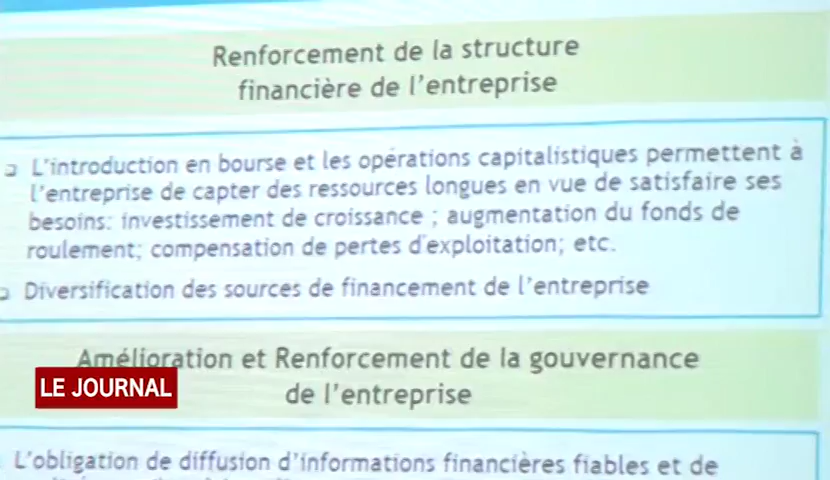 Renforcement de la structure
financière de l'entreprise
L'introduction en bourse et les opérations capitalistiques permettent à
l'entreprise de capter des ressources longues en vue de satisfaire ses
besoins: investissement de croissance ; augmentation du fonds de
roulement; compensation de pertes d'exploitation; etc.
Diversification des sources de financement de l'entreprise
Amélioration et Renforcement de la gouvernance
LE JOURNAL
de l'entreprise
L'obligation de diffusion d'informations financières fiables et de